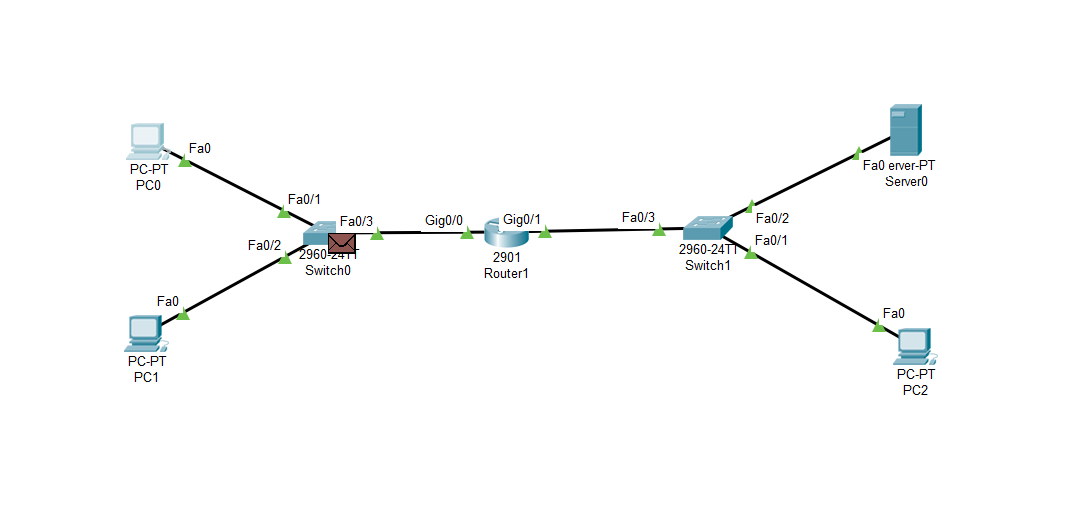 Fa0
PC-PT
PC0
Fa0/1
Fa0/3
Gig0/0
Gig0/1
Fa0/3
Fa0/2
2960-24TT
Switch0
2901
Router1
2960-24TT
Switch1
Fa0/2
Fa0/1
Fa0 erver-PT
Server0
Fa0
PC-PT
PC1
Fa0
PC-PT
PC2